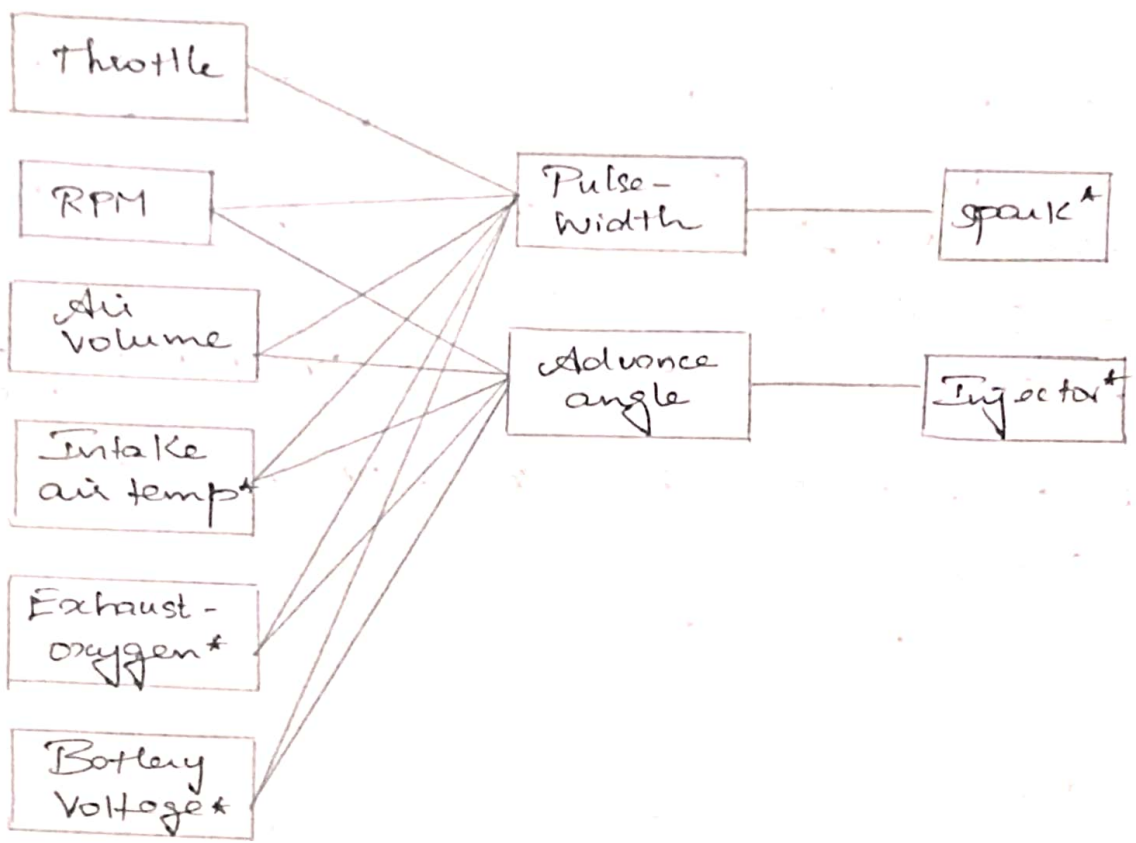 Throttle
RPM
Air
volume
Intake
air temp*
Exhaust-
oxygen*
Battery
Voltage*
Pulse-
Width
Advance
angle
spark*
Injector*